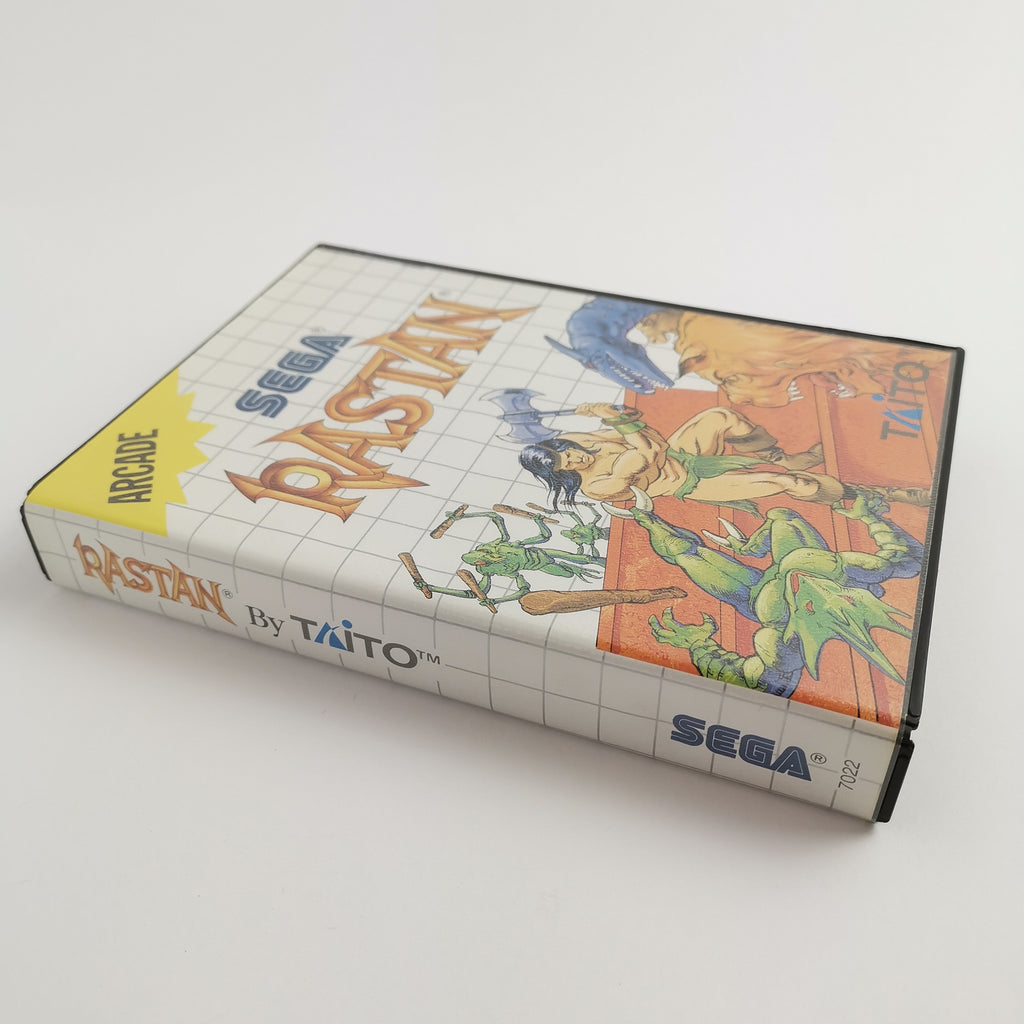 ARCADE
SEGA®
RASTAN®
TAITO
RASTAN® By TAITO™
SEGA®
7022